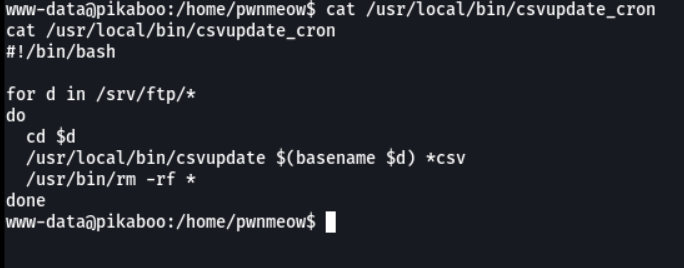 www-data@pikaboo:/home/pwnmeow$ cat /usr/local/bin/csvupdate_cron
cat /usr/local/bin/csvupdate_cron
#!/bin/bash

for d in /srv/ftp/*
do
  cd $d
  /usr/local/bin/csvupdate $(basename $d) *csv
  /usr/bin/rm -rf *
done
www-data@pikaboo:/home/pwnmeow$